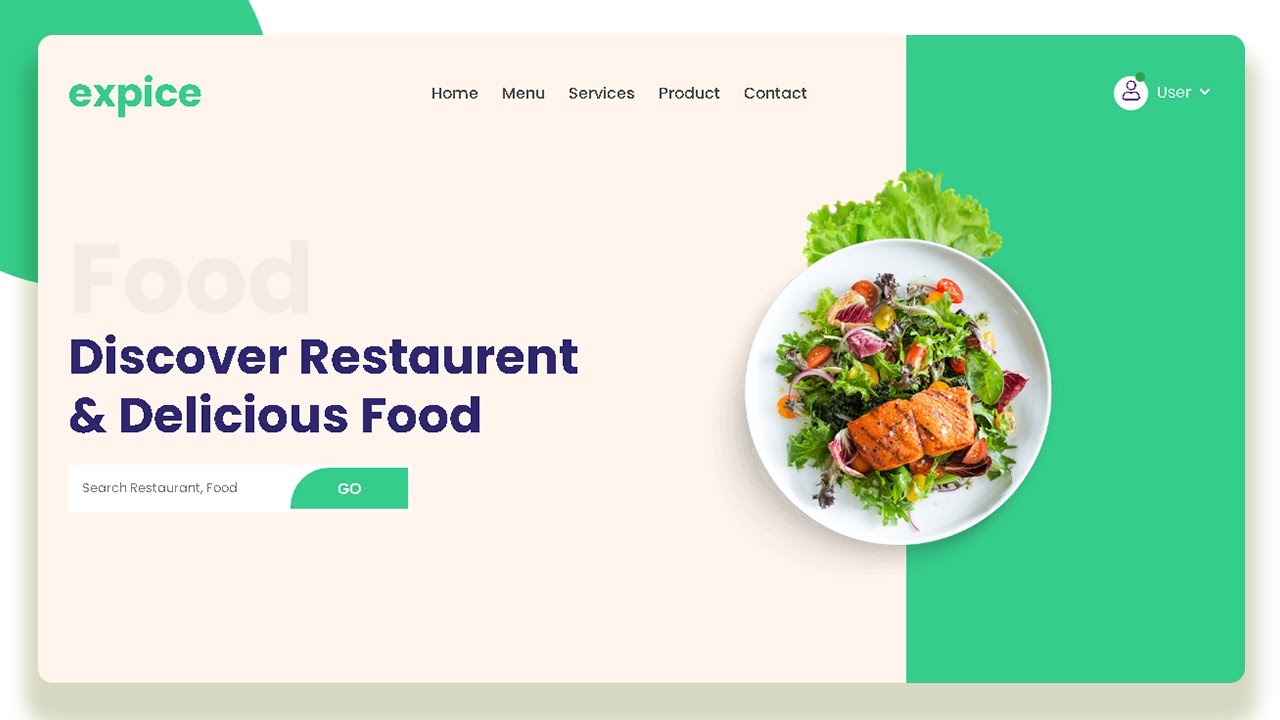 expice
Home Menu Services Product Contact
User
Food
Discover Restaurent
& Delicious Food
Search Restaurant, Food
GO